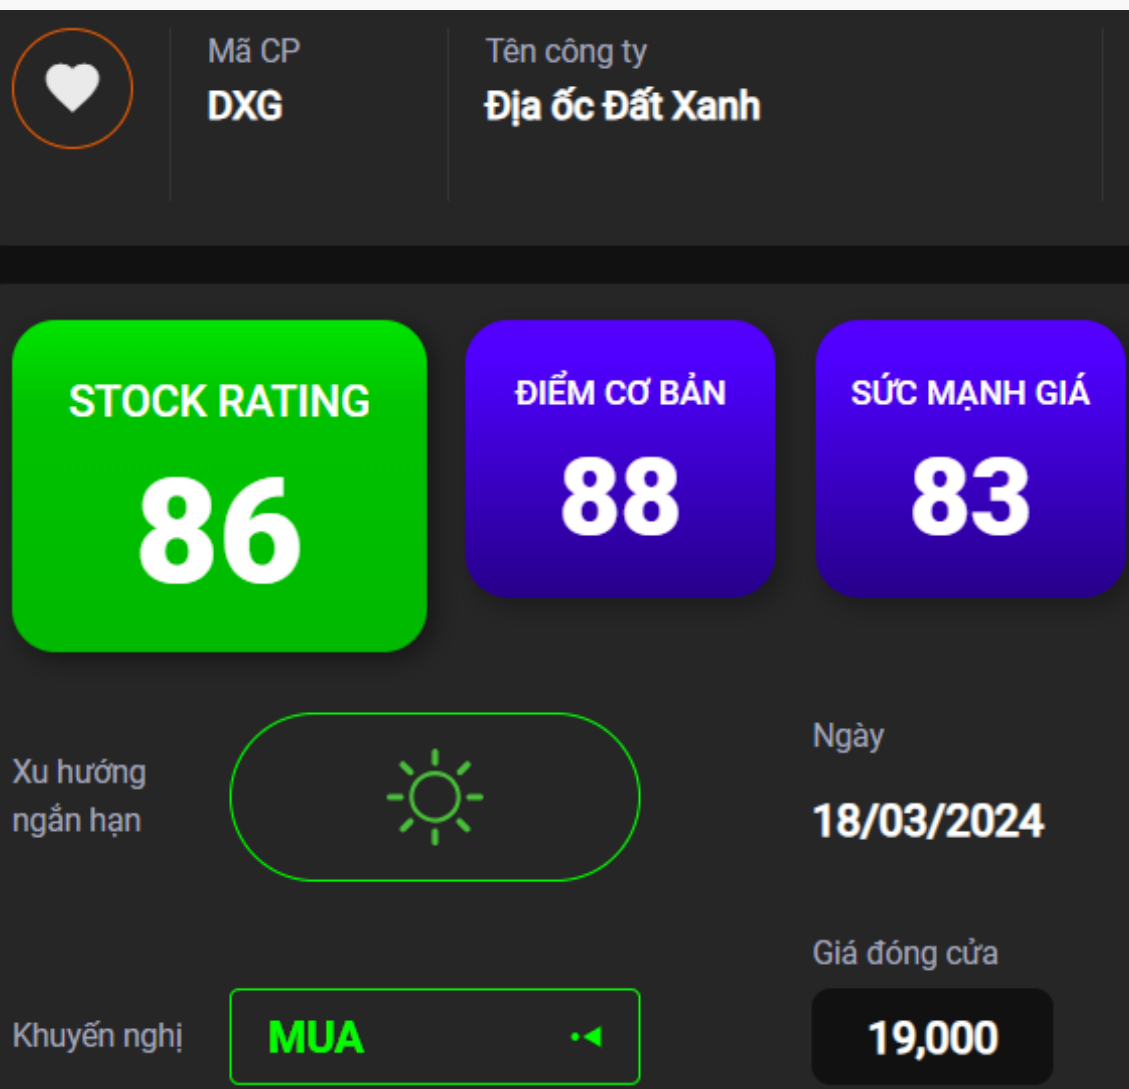 Mã CP
DXG
Tên công ty
Địa ốc Đất Xanh
STOCK RATING
86
ĐIỂM CƠ BẢN
88
SỨC MẠNH GIÁ
83
Xu hướng
ngắn hạn
Ngày
18/03/2024
Khuyến nghị
MUA
Giá đóng cửa
19,000